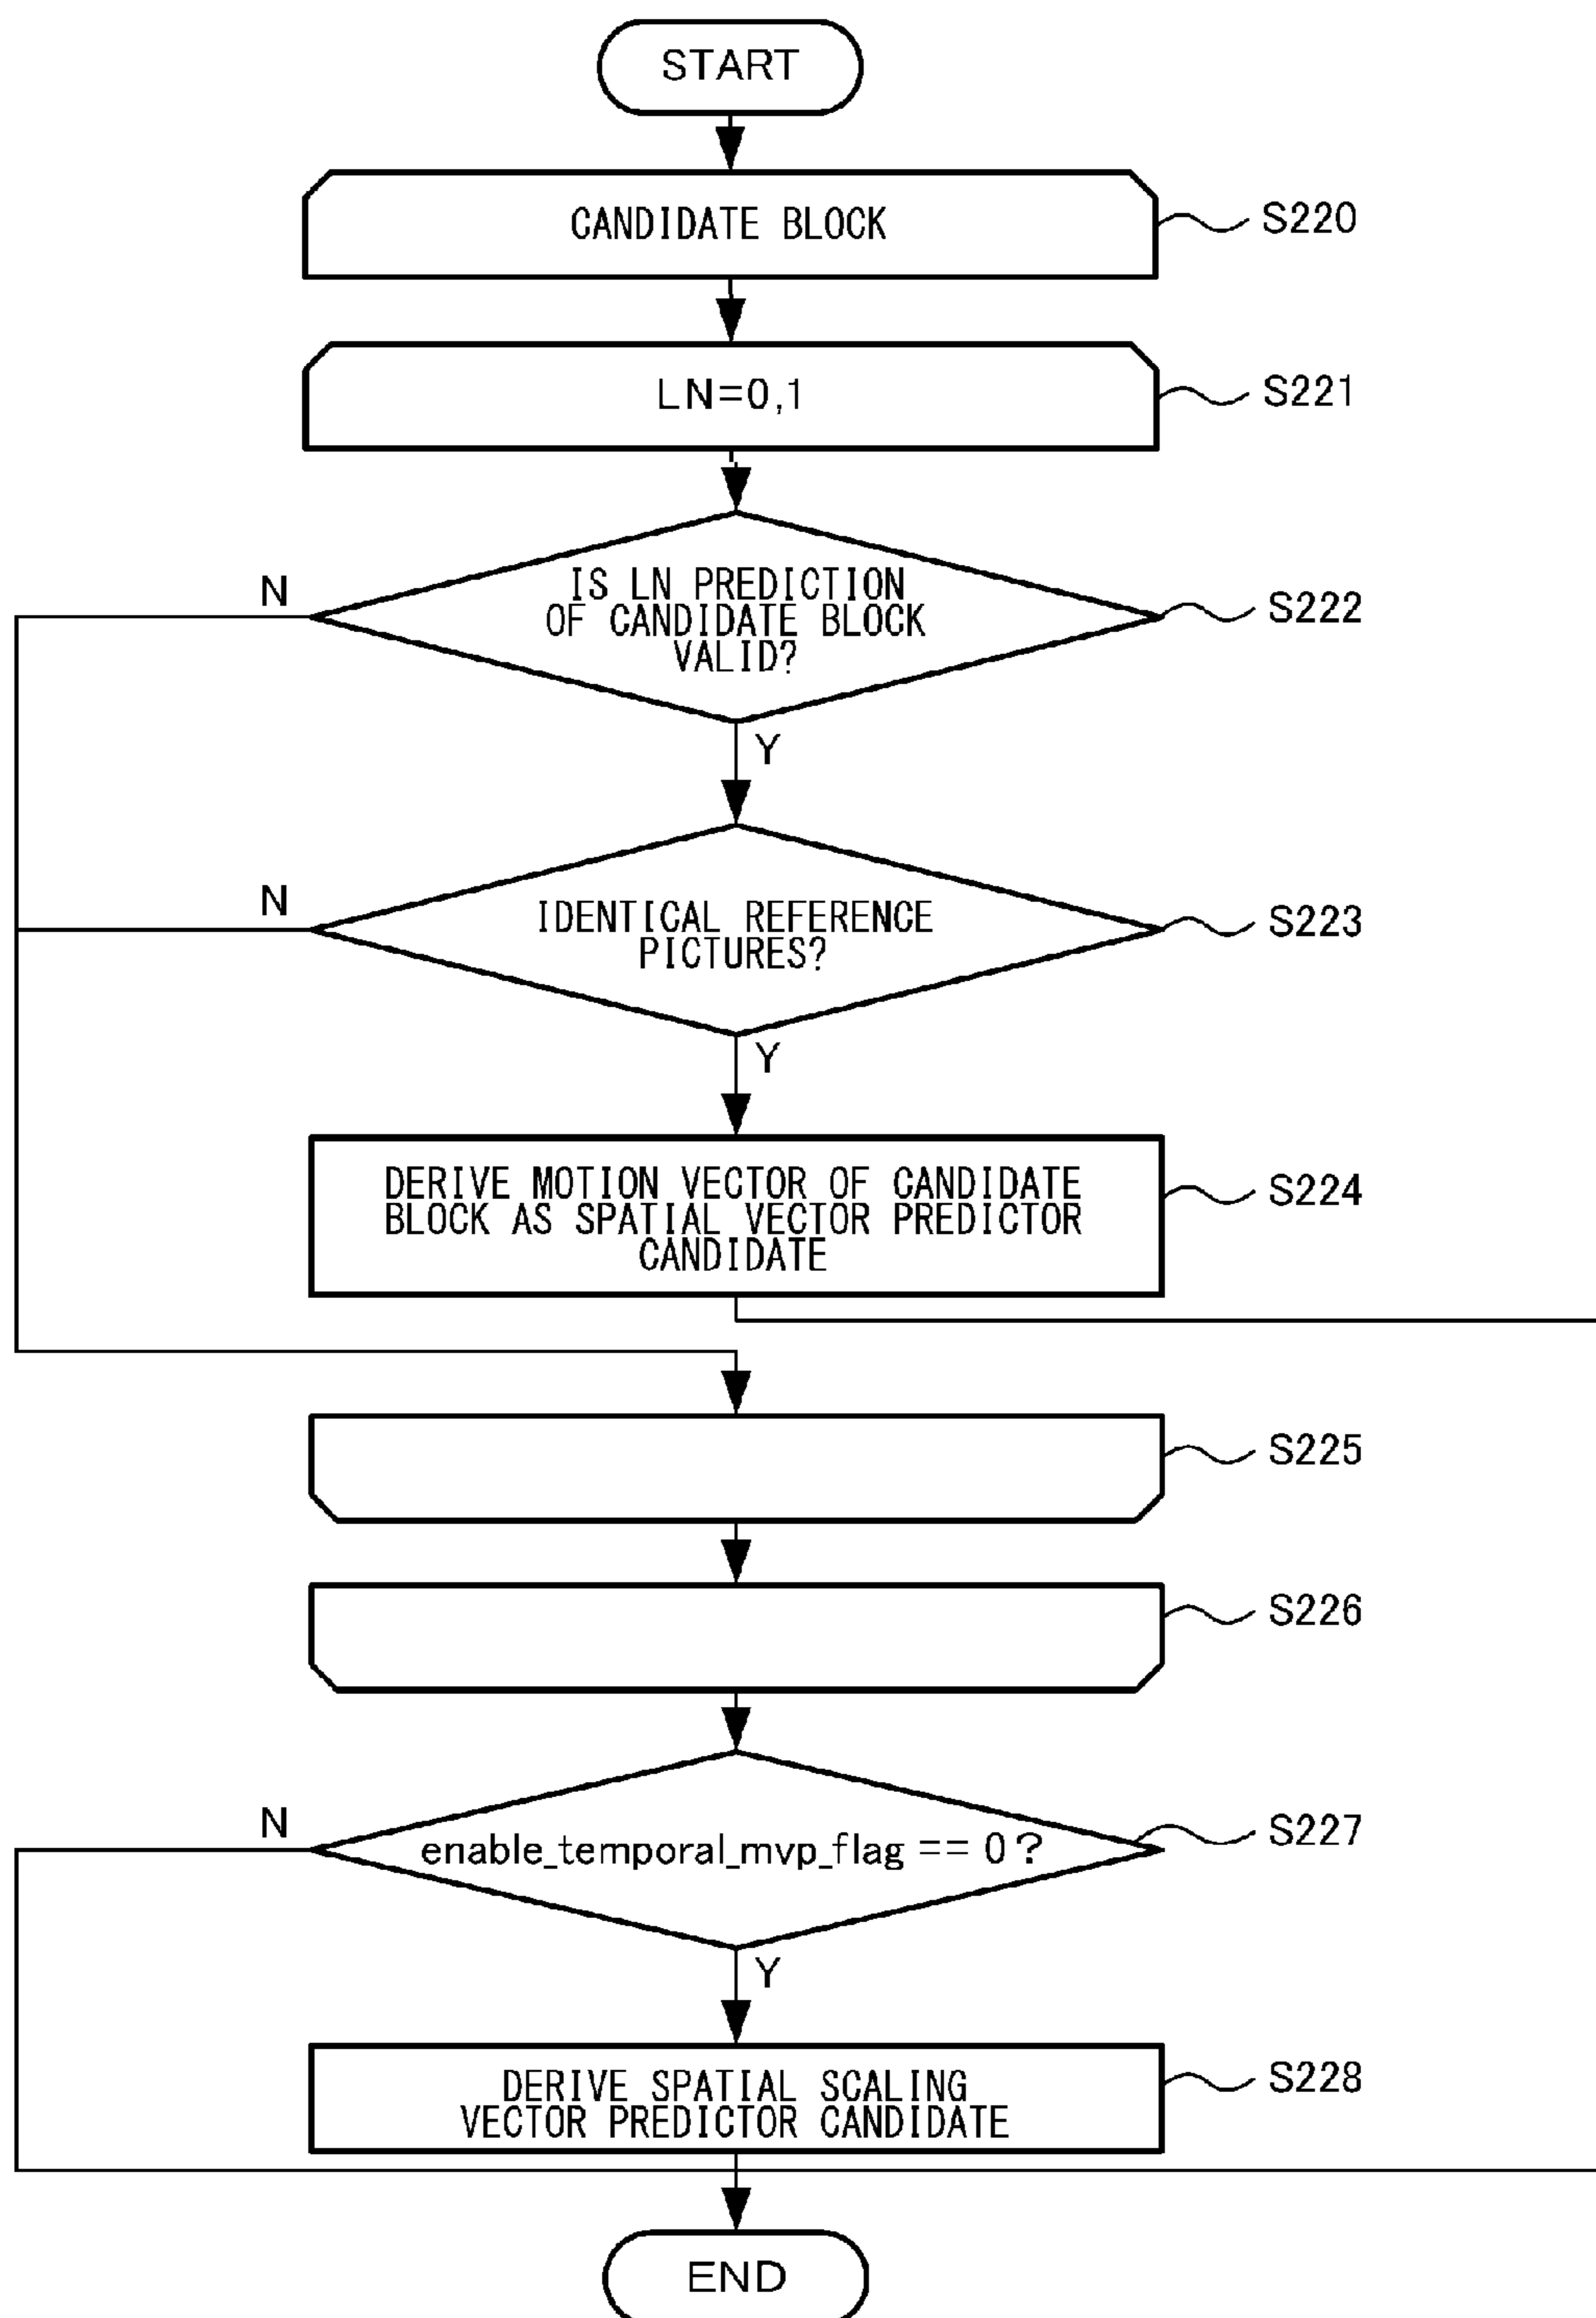 START
CANDIDATE BLOCK
S220
LN=0,1
S221
N
IS LN PREDICTION
OF CANDIDATE BLOCK
VALID?
S222
Y
N
IDENTICAL REFERENCE
PICTURES?
S223
Y
DERIVE MOTION VECTOR OF CANDIDATE
BLOCK AS SPATIAL VECTOR PREDICTOR
CANDIDATE
S224
S225
S226
N
enable_temporal_mvp_flag == 0?
S227
Y
DERIVE SPATIAL SCALING
VECTOR PREDICTOR CANDIDATE
S228
END